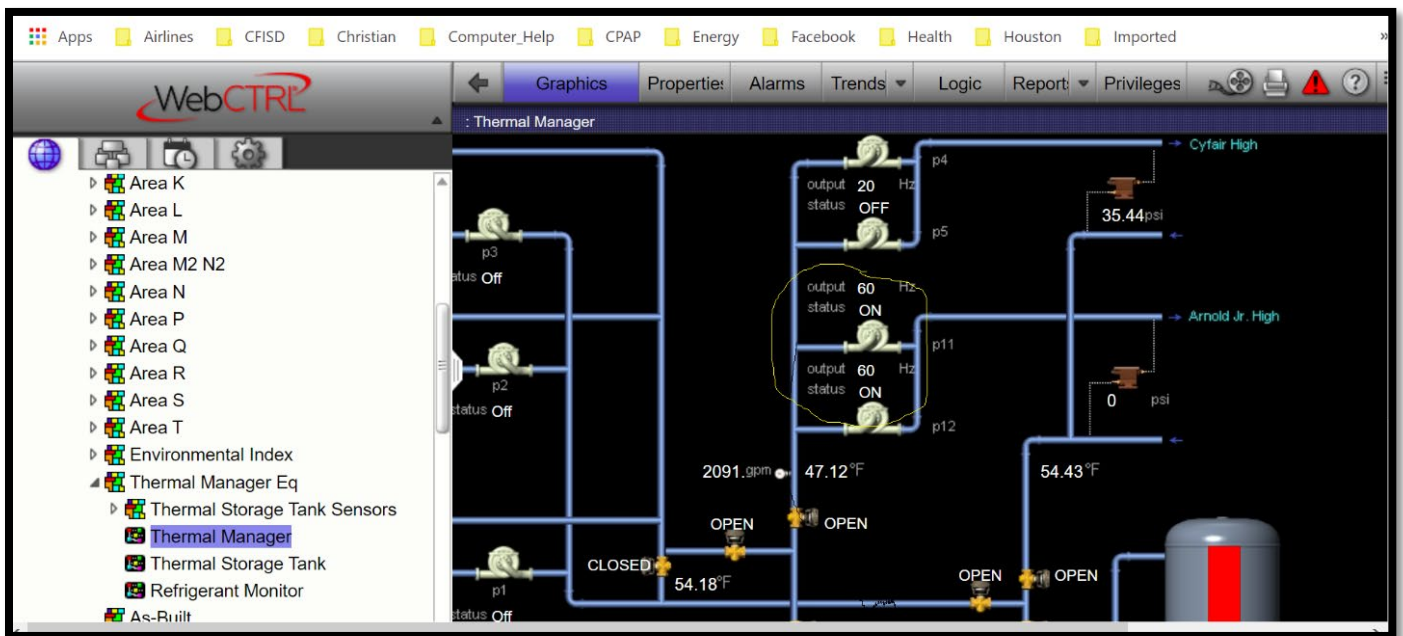 Apps Airlines CFISD Christian Computer_Help CPAP Energy Facebook Health Houston Imported »
WebCTRL
Graphics Properties Alarms Trends Logic Report Privileges ?
: Thermal Manager
Area K
Area L
Area M
Area M2 N2
Area N
Area P
Area Q
Area R
Area S
Area T
Environmental Index
Thermal Manager Eq
Thermal Storage Tank Sensors
Thermal Manager
Thermal Storage Tank
Refrigerant Monitor
As-Built
p4
Cyfair High
output 20 Hz
status OFF
35.44psi
p5
p3
atus Off
output 60 Hz
status ON
Arnold Jr. High
p11
output 60 Hz
status ON
0 psi
p2
status Off
p12
2091.gpm
47.12°F
54.43°F
OPEN
OPEN
CLOSED
54.18°F
OPEN
OPEN
p1
status Off